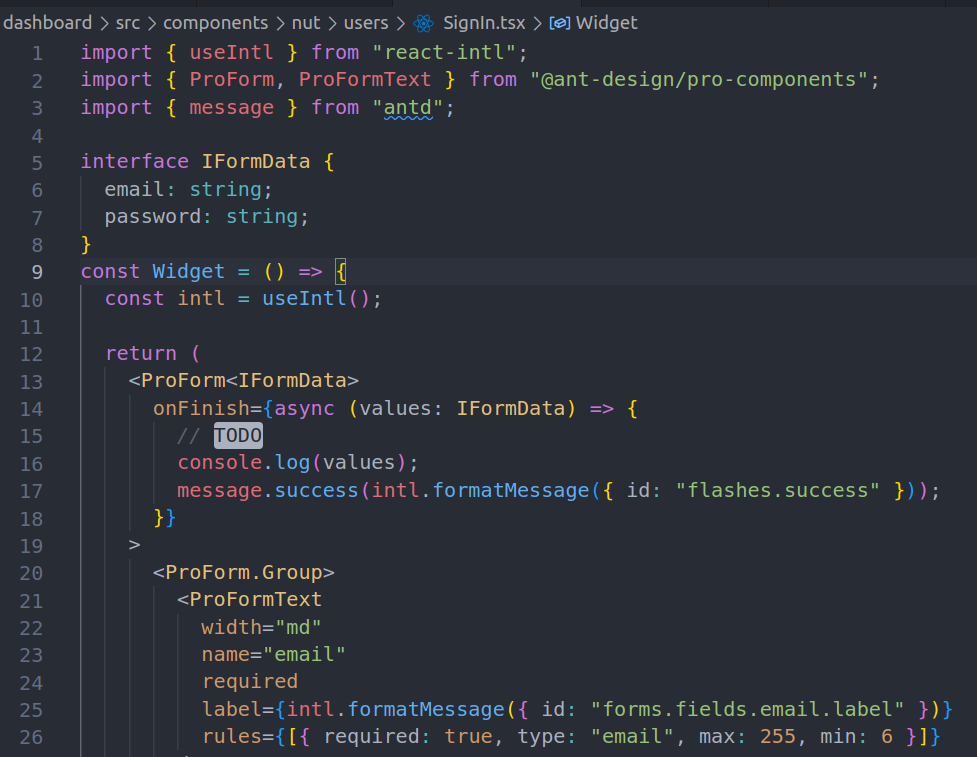 dashboard > src > components > nut > users > SignIn.tsx > Widget
1 import { useIntl } from "react-intl";
2 import { ProForm, ProFormText } from "@ant-design/pro-components";
3 import { message } from "antd";
4
5 interface IFormData {
6   email: string;
7   password: string;
8 }
9 const Widget = () => {
10   const intl = useIntl();
11
12   return (
13     <ProForm<IFormData>
14       onFinish={async (values: IFormData) => {
15         // TODO
16         console.log(values);
17         message.success(intl.formatMessage({ id: "flashes.success" }));
18       }}
19     >
20       <ProForm.Group>
21         <ProFormText
22           width="md"
23           name="email"
24           required
25           label={intl.formatMessage({ id: "forms.fields.email.label" })}
26           rules={[{ required: true, type: "email", max: 255, min: 6 }]}